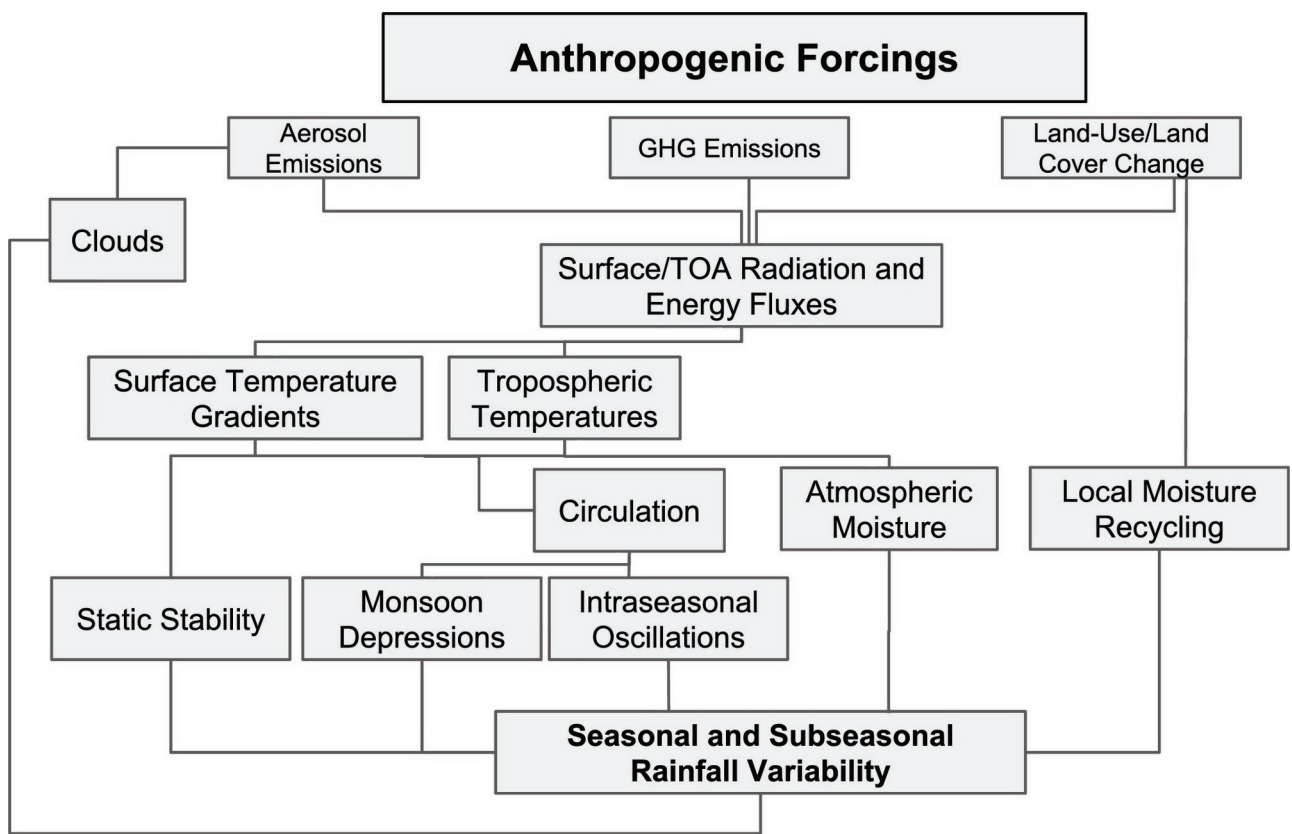 Anthropogenic Forcings
Aerosol
Emissions
GHG Emissions
Land-Use/Land
Cover Change
Clouds
Surface/TOA Radiation and
Energy Fluxes
Surface Temperature
Gradients
Tropospheric
Temperatures
Circulation
Atmospheric
Moisture
Local Moisture
Recycling
Static Stability
Monsoon
Depressions
Intraseasonal
Oscillations
Seasonal and Subseasonal
Rainfall Variability